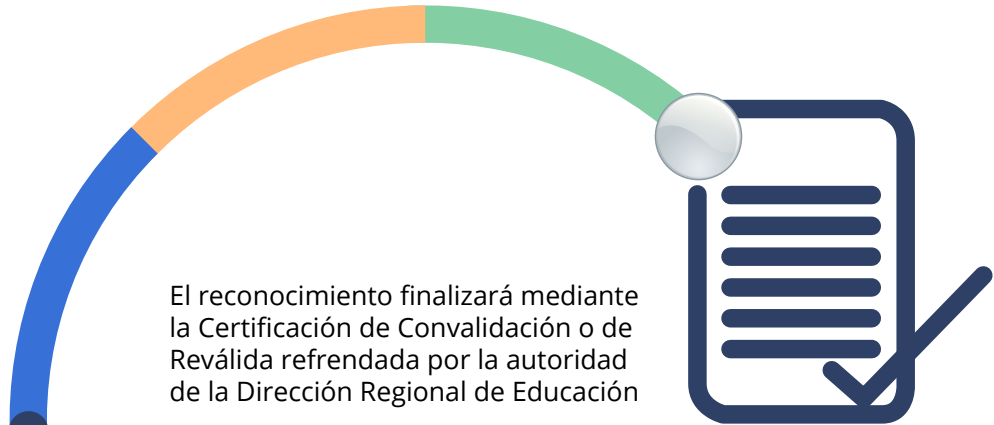 El reconocimiento finalizará mediante
la Certificación de Convalidación o de
Reválida refrendada por la autoridad
de la Dirección Regional de Educación